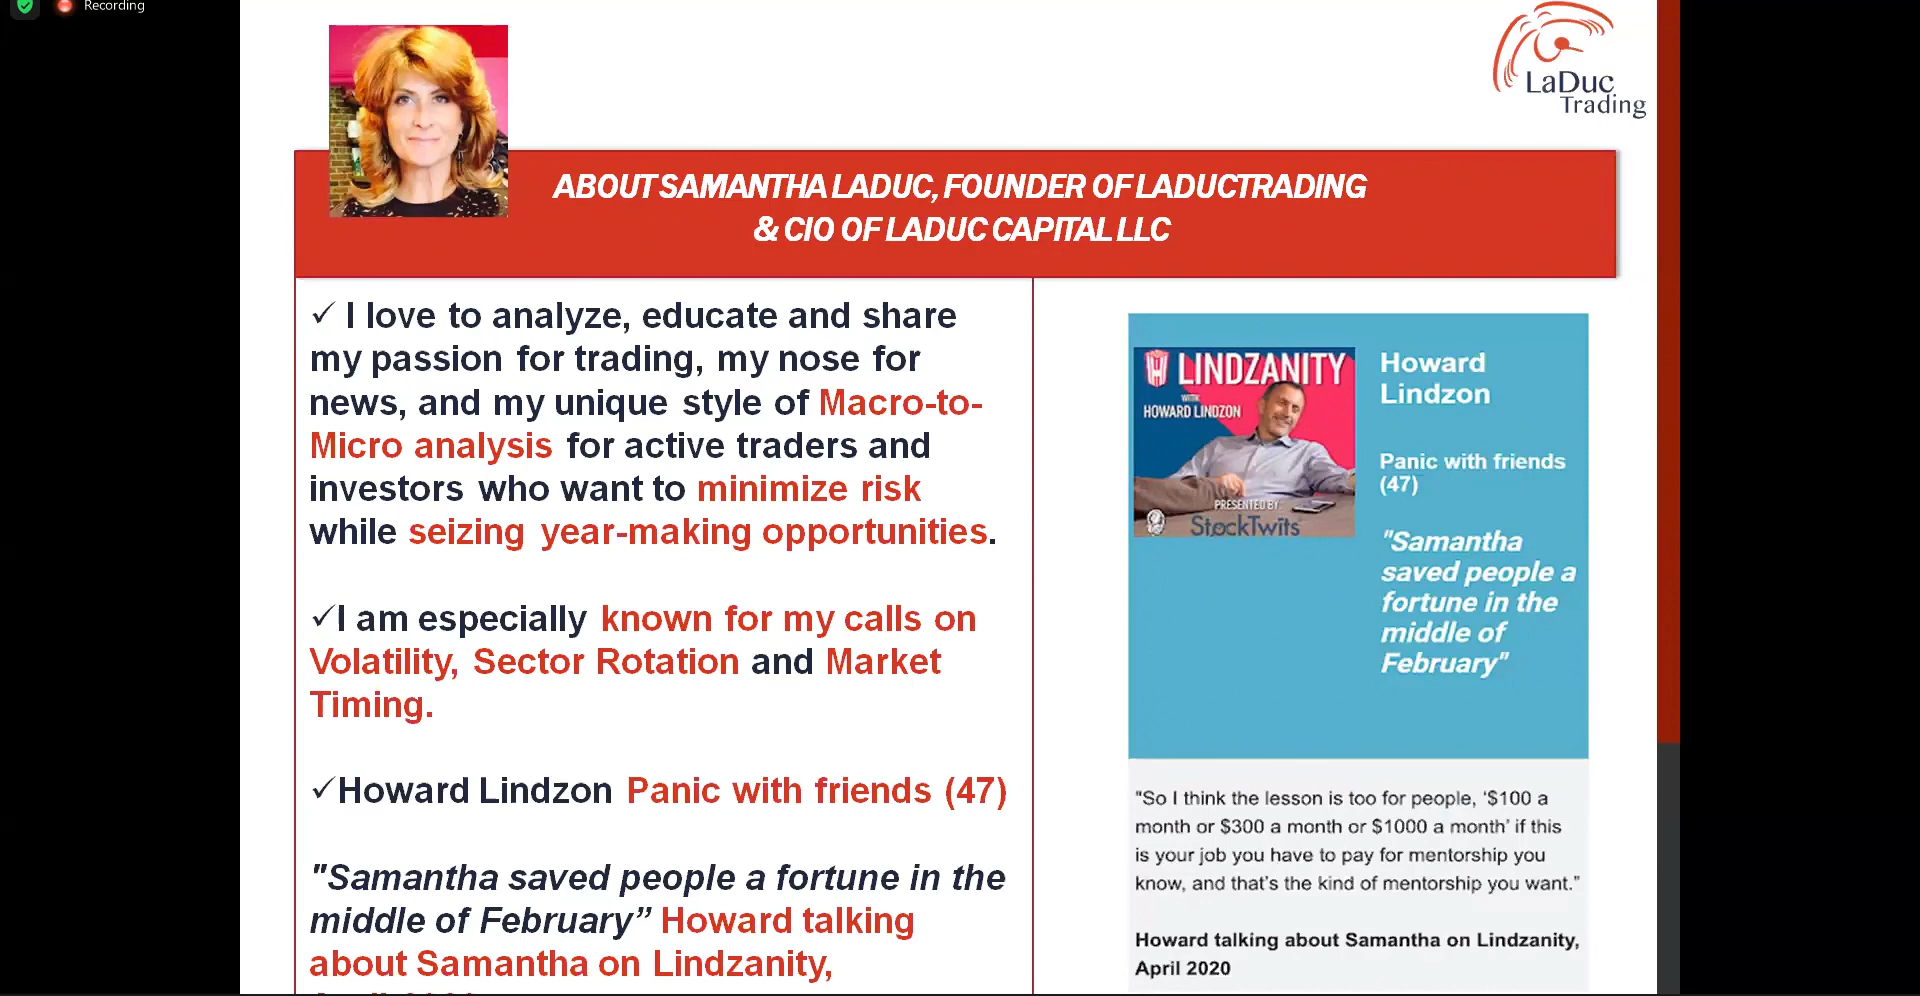 Recording
LaDuc
Trading
ABOUT SAMANTHA LADUC, FOUNDER OF LADUCTRADING
& CIO OF LADUC CAPITAL LLC
✓ I love to analyze, educate and share
my passion for trading, my nose for
news, and my unique style of Macro-to-
Micro analysis for active traders and
investors who want to minimize risk
while seizing year-making opportunities.
✓I am especially known for my calls on
Volatility, Sector Rotation and Market
Timing.
✓Howard Lindzon Panic with friends (47)
"Samantha saved people a fortune in the
middle of February” Howard talking
about Samantha on Lindzanity,
LINDZANITY
WITH
HOWARD LINDZON
PRESENTED BY
StockTwits
Howard
Lindzon
Panic with friends
(47)
"Samantha
saved people a
fortune in the
middle of
February"
"So I think the lesson is too for people, ‘$100 a
month or $300 a month or $1000 a month’ if this
is your job you have to pay for mentorship you
know, and that’s the kind of mentorship you want."
Howard talking about Samantha on Lindzanity,
April 2020